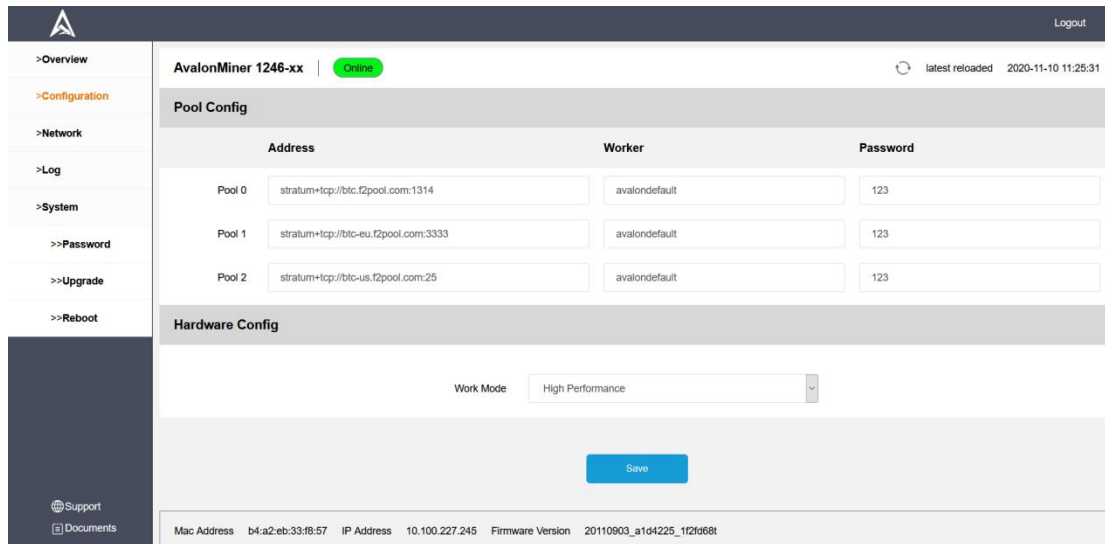 Logout
>Overview
AvalonMiner 1246-xx
Online
latest reloaded 2020-11-10 11:25:31
>Configuration
Pool Config
>Network
Address Worker Password
>Log
Pool 0 stratum+tcp://btc.f2pool.com:1314 avalondefault 123
>System
Pool 1 stratum+tcp://btc-eu.f2pool.com:3333 avalondefault 123
>>Password
Pool 2 stratum+tcp://btc-us.f2pool.com:25 avalondefault 123
>>Upgrade
>>Reboot
Hardware Config
Work Mode High Performance
Save
Support
Documents
Mac Address b4:a2:eb:33:f8:57 IP Address 10.100.227.245 Firmware Version 20110903_a1d4225_1f2fd68t